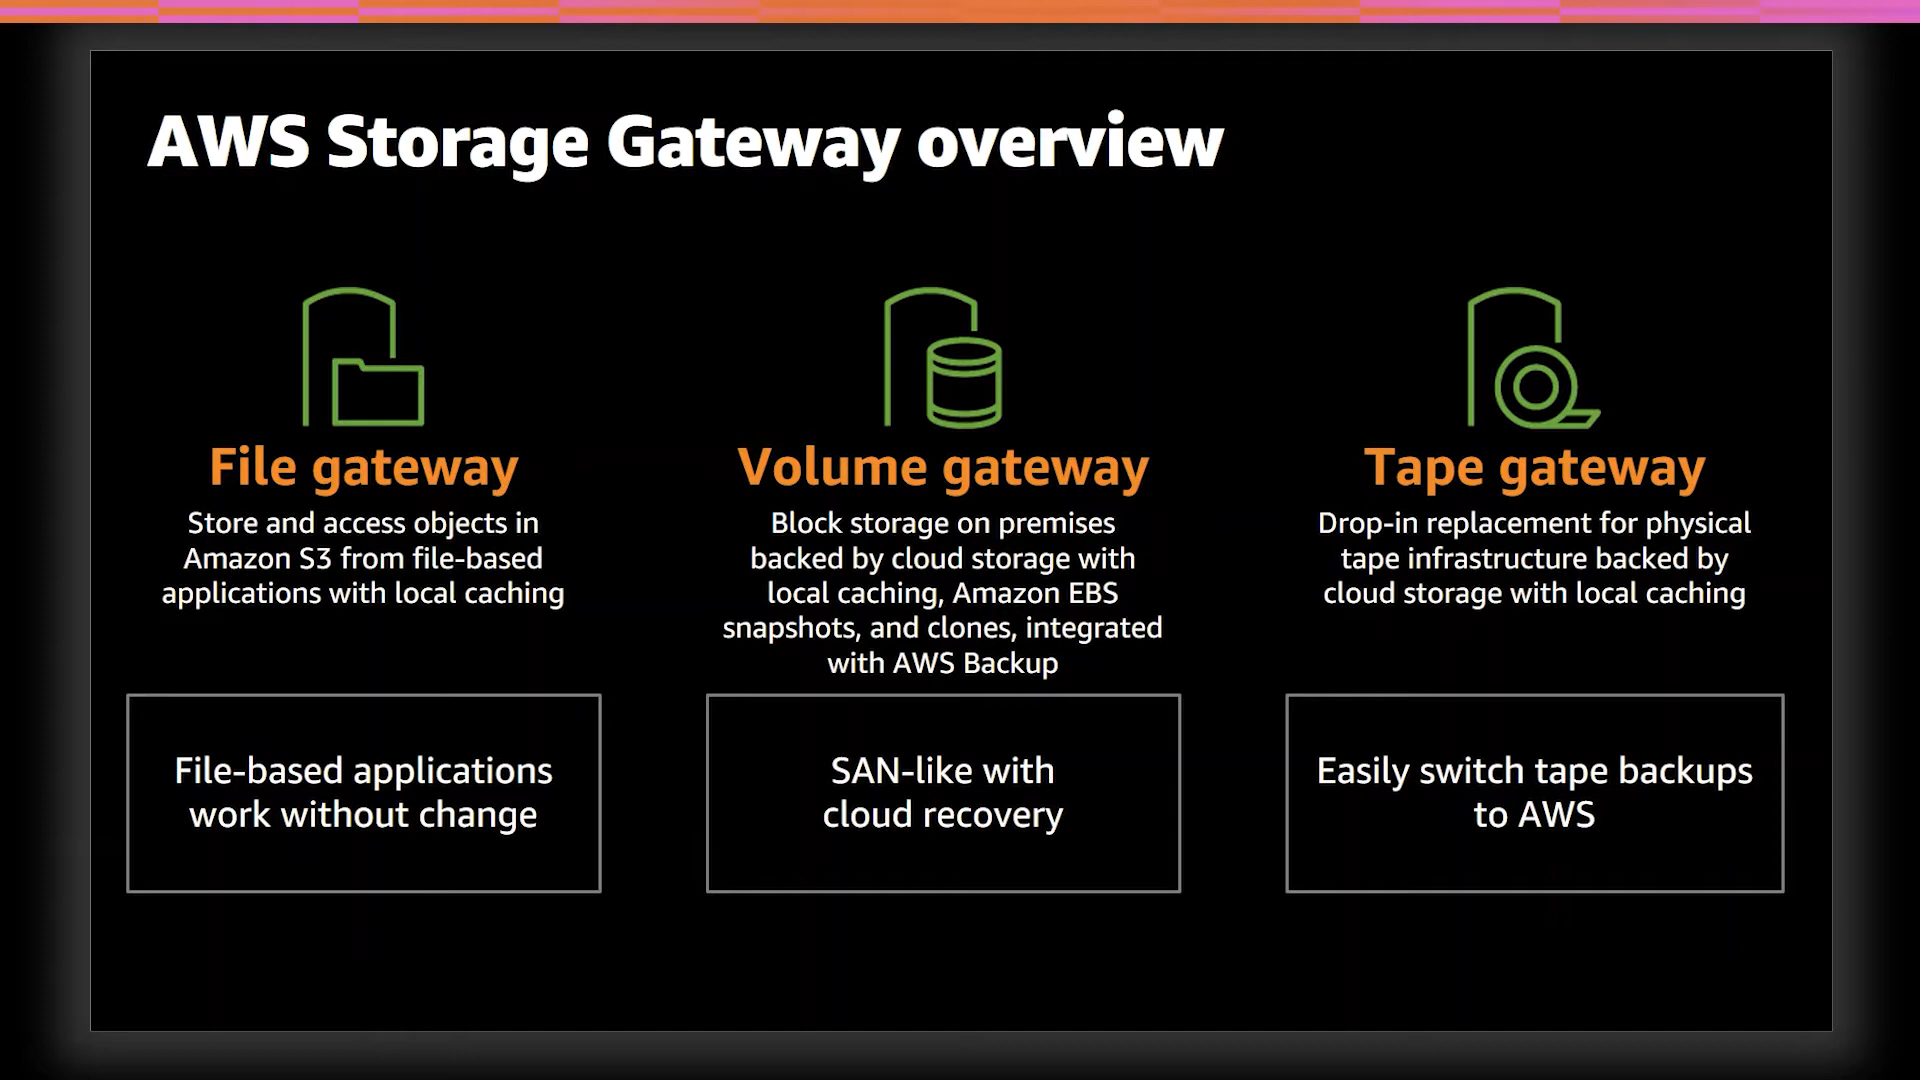 AWS Storage Gateway overview
File gateway
Store and access objects in
Amazon S3 from file-based
applications with local caching
File-based applications
work without change
Volume gateway
Block storage on premises
backed by cloud storage with
local caching, Amazon EBS
snapshots, and clones, integrated
with AWS Backup
SAN-like with
cloud recovery
Tape gateway
Drop-in replacement for physical
tape infrastructure backed by
cloud storage with local caching
Easily switch tape backups
to AWS